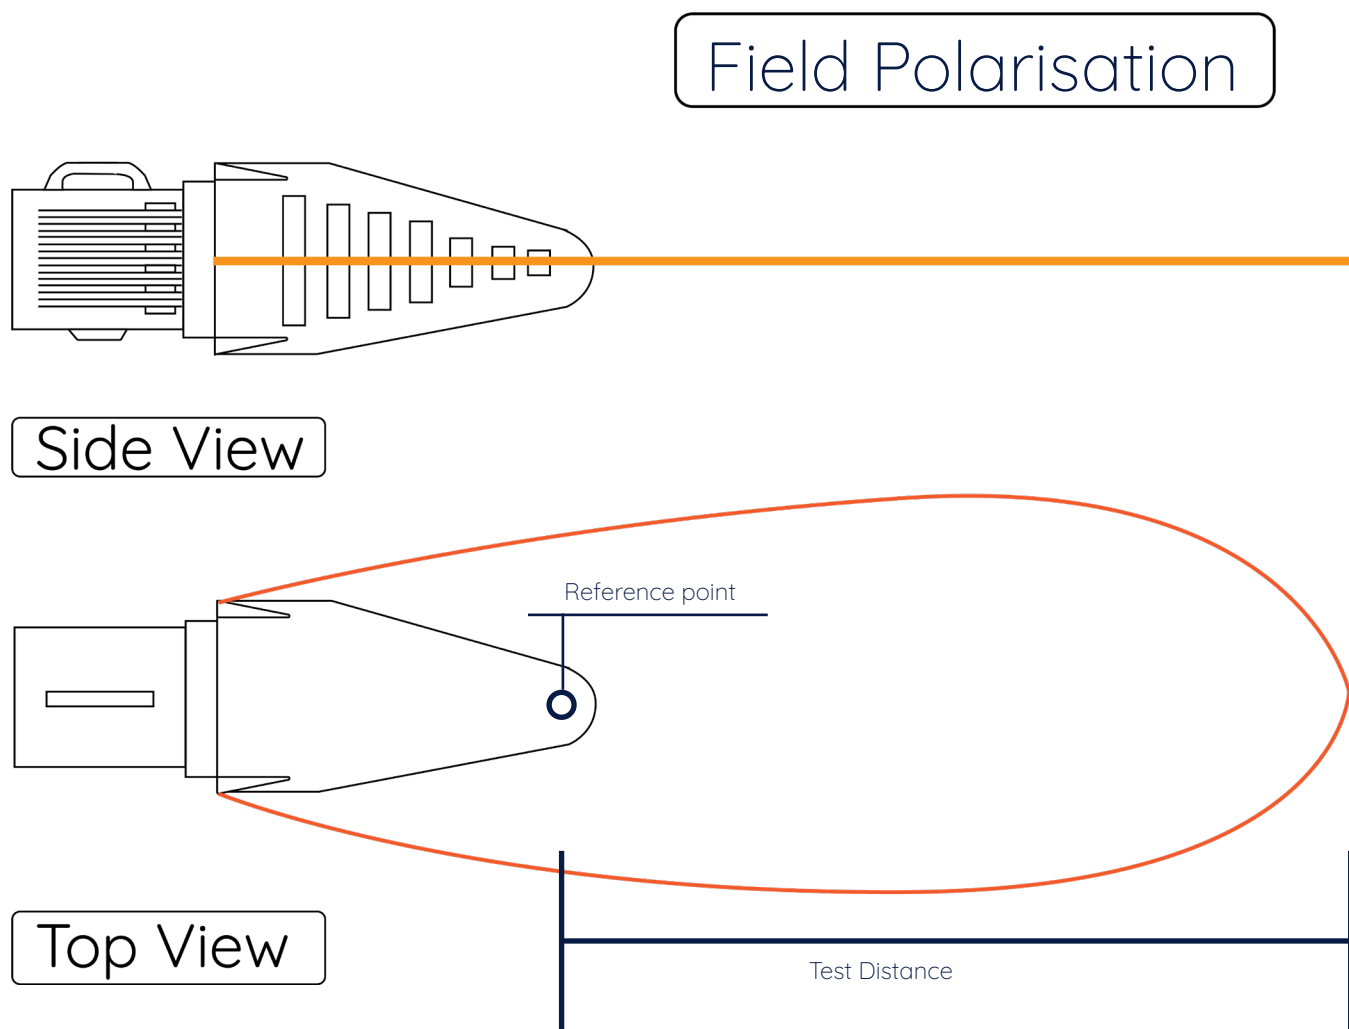 Field Polarisation
Side View
Reference point
Top View
Test Distance